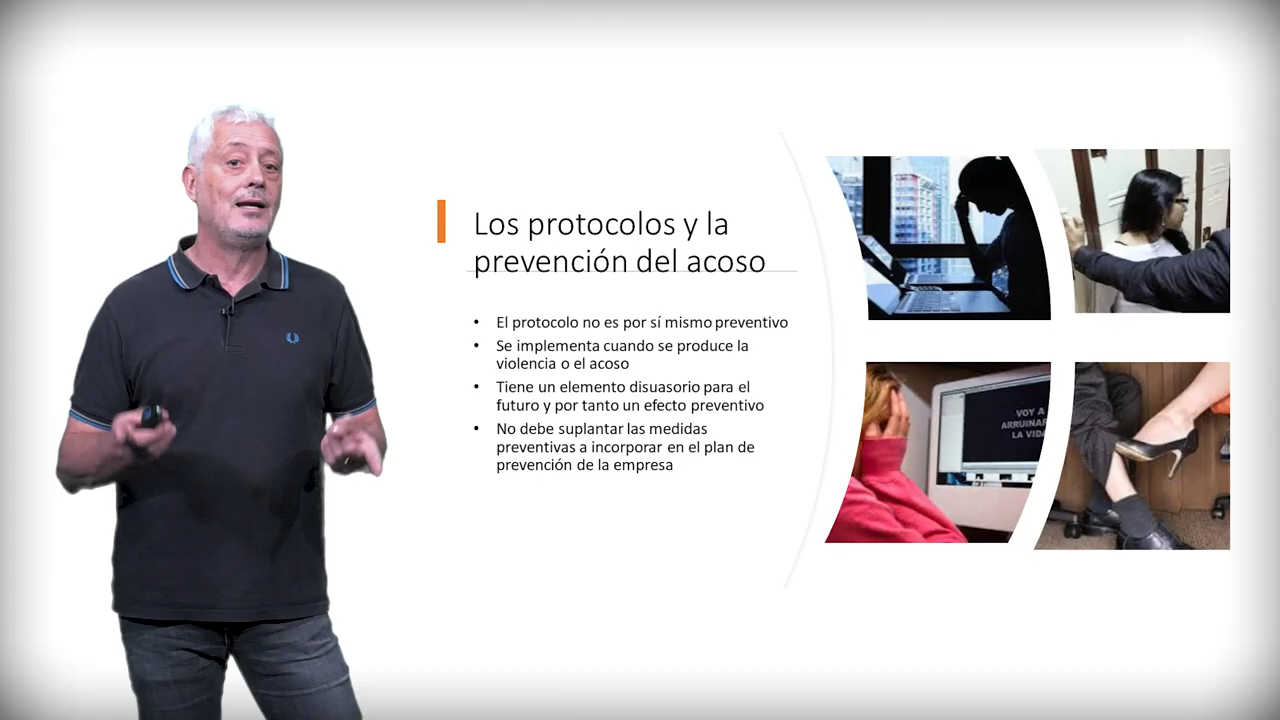 Los protocolos y la
prevención del acoso
• El protocolo no es por sí mismo preventivo
• Se implementa cuando se produce la
violencia o el acoso
• Tiene un elemento disuasorio para el
futuro y por tanto un efecto preventivo
• No debe suplantar las medidas
preventivas a incorporar en el plan de
prevención de la empresa
VOY A
ARRUINAR
LA VIDA